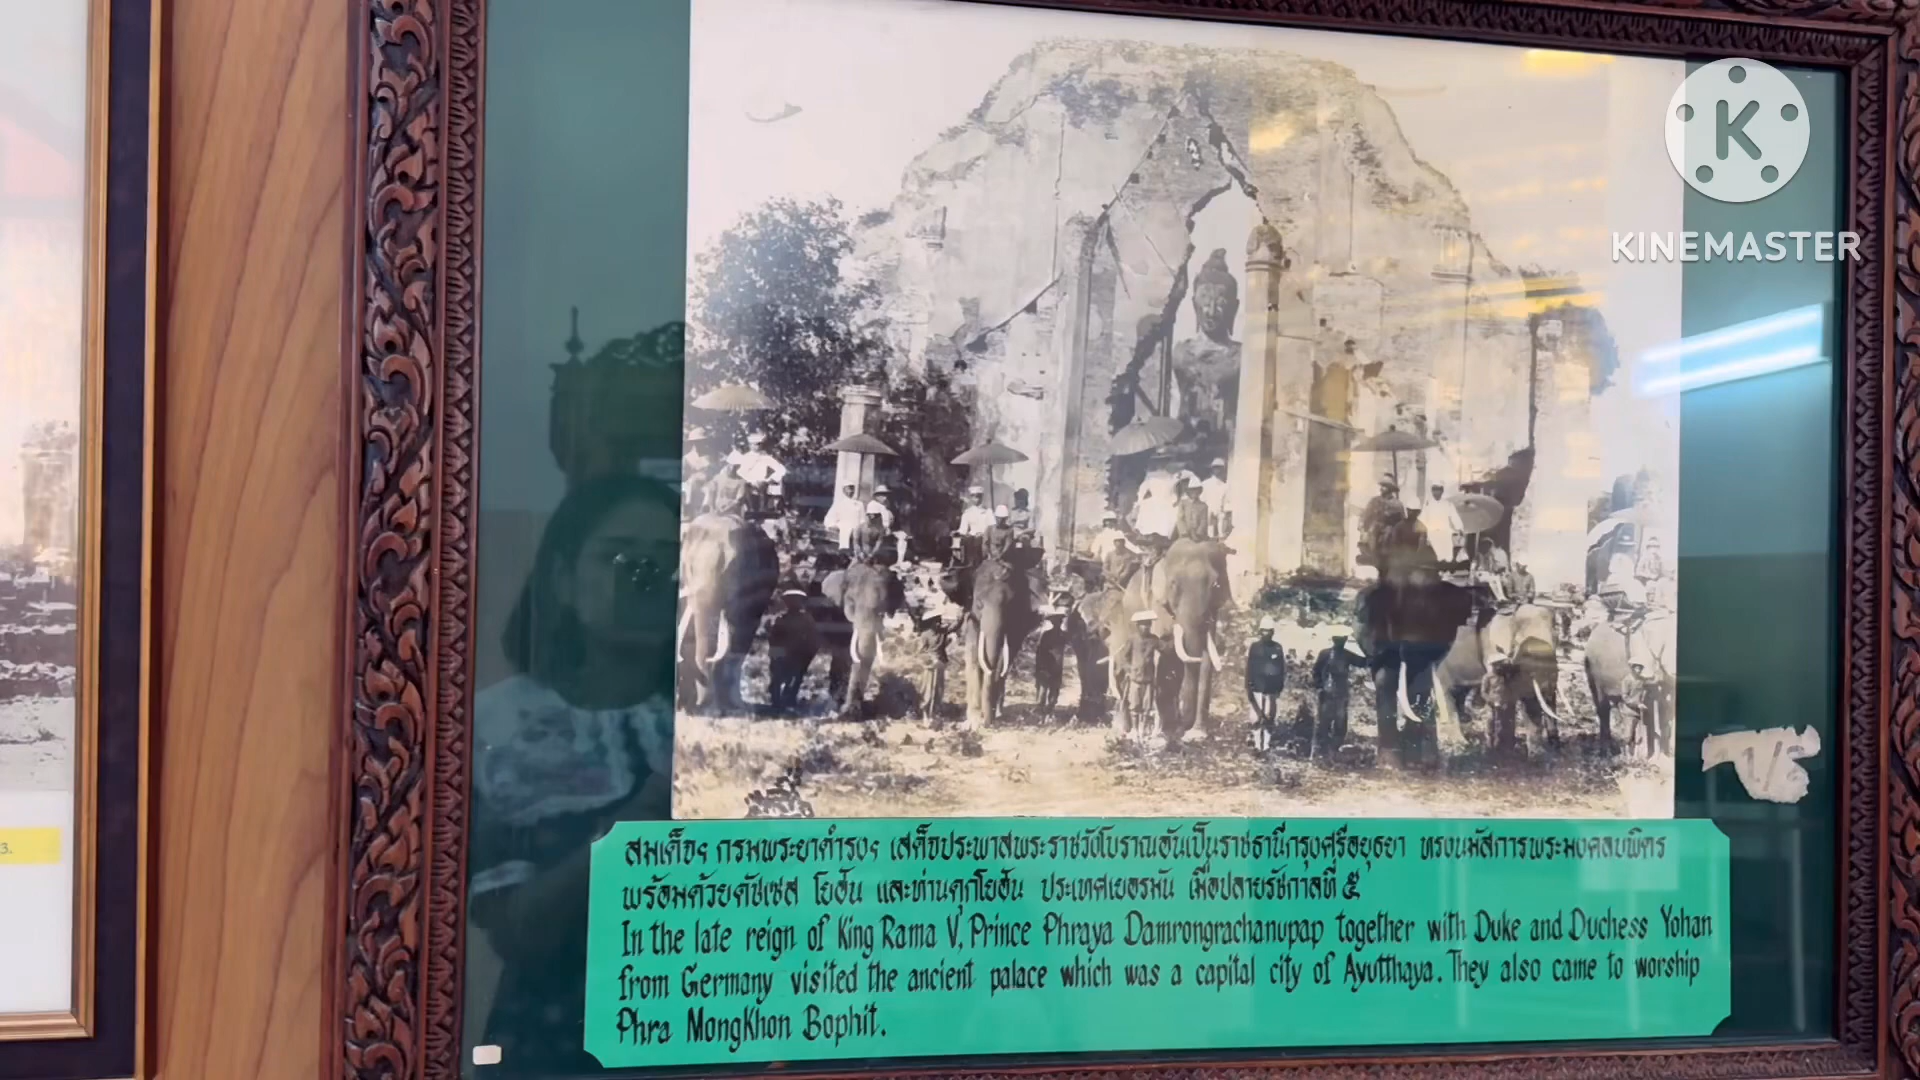 K
KINEMASTER
สมเด็จฯ กรมพระยาดำรงฯ เสด็จประพาสพระราชวังโบราณอันเป็นราชธานีกรุงศรีอยุธยา ทรงนมัสการพระมงคลบพิตร
พร้อมด้วยดัชเชส โยฮัน และท่านดุกโยฮัน ประเทศเยอรมัน เมื่อปลายรัชกาลที่ ๕
In the late reign of King Rama V, Prince Phraya Damrongrachanupap together with Duke and Duchess Yohan
from Germany visited the ancient palace which was a capital city of Ayutthaya. They also came to worship
Phra MongKhon Bophit.
3.